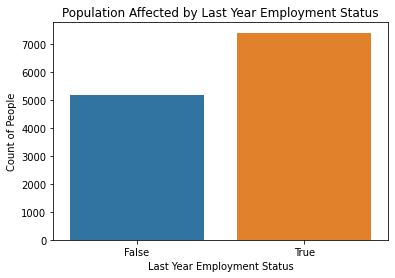 Population Affected by Last Year Employment Status
Count of People
7000
6000
5000
4000
3000
2000
1000
0
False True
Last Year Employment Status